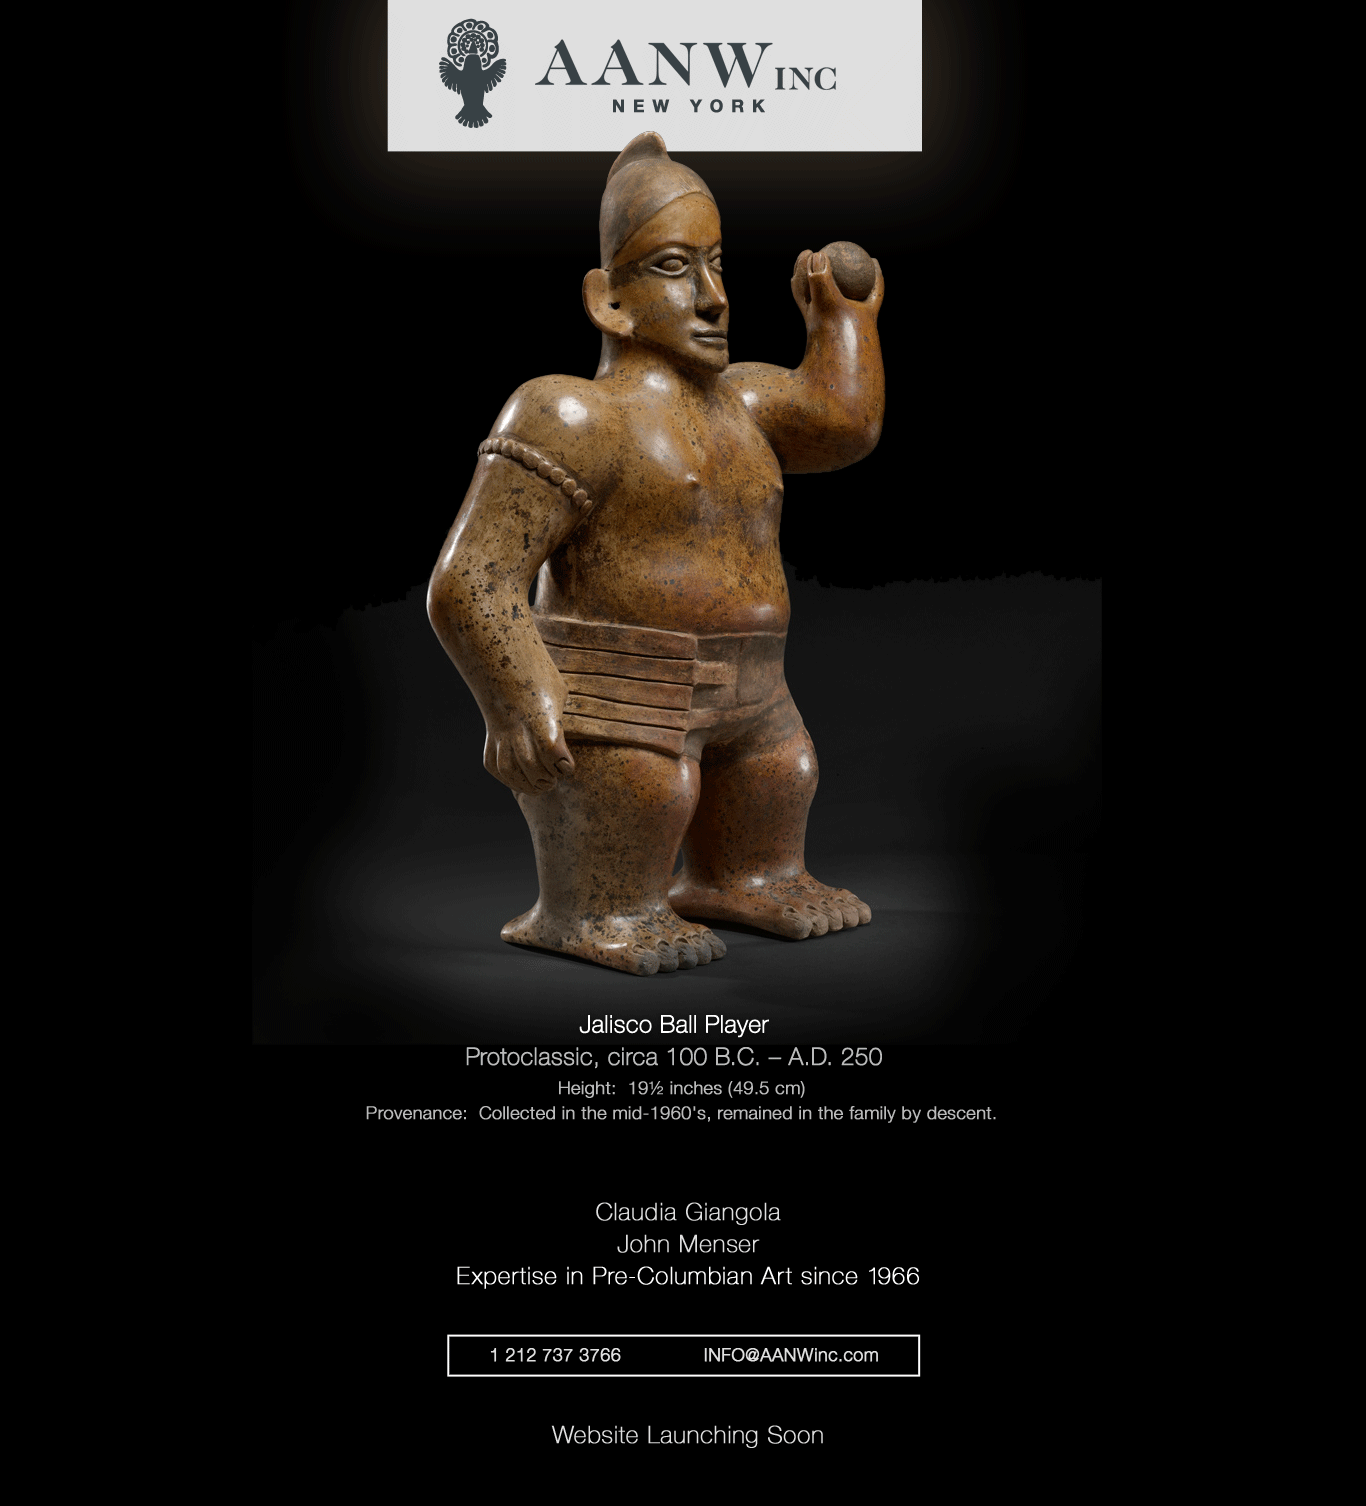 AANW INC
NEW YORK
Jalisco Ball Player
Protoclassic, circa 100 B.C. – A.D. 250
Height: 19½ inches (49.5 cm)
Provenance: Collected in the mid-1960's, remained in the family by descent.
Claudia Giangola
John Menser
Expertise in Pre-Columbian Art since 1966
1 212 737 3766 INFO@AANWinc.com
Website Launching Soon